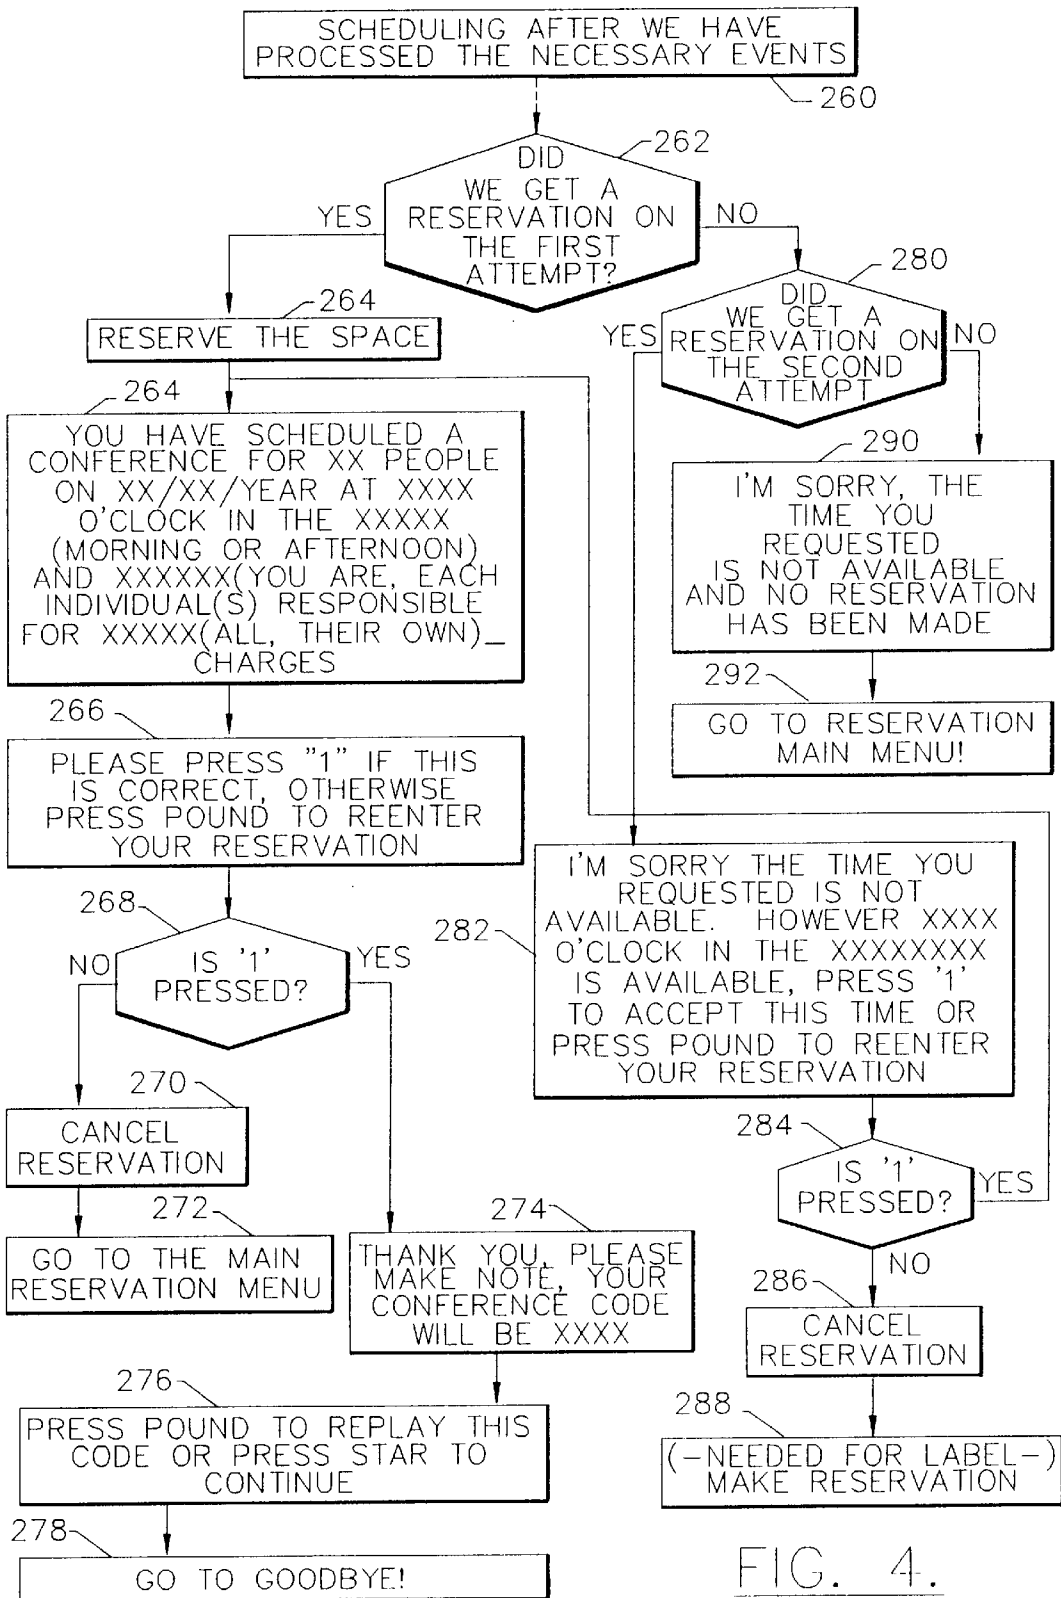 SCHEDULING AFTER WE HAVE
PROCESSED THE NECESSARY EVENTS
260
262
DID
WE GET A
RESERVATION ON
THE FIRST
ATTEMPT?
YES
NO
264
RESERVE THE SPACE
280
DID
WE GET A
RESERVATION ON
THE SECOND
ATTEMPT
YES
NO
264
YOU HAVE SCHEDULED A
CONFERENCE FOR XX PEOPLE
ON XX/XX/YEAR AT XXXX
O'CLOCK IN THE XXXXX
(MORNING OR AFTERNOON)
AND XXXXXX(YOU ARE, EACH
INDIVIDUAL(S) RESPONSIBLE
FOR XXXXX(ALL, THEIR OWN)_
CHARGES
290
I'M SORRY, THE
TIME YOU
REQUESTED
IS NOT AVAILABLE
AND NO RESERVATION
HAS BEEN MADE
292
GO TO RESERVATION
MAIN MENU!
266
PLEASE PRESS "1" IF THIS
IS CORRECT, OTHERWISE
PRESS POUND TO REENTER
YOUR RESERVATION
268
IS '1'
PRESSED?
NO
YES
282
I'M SORRY THE TIME YOU
REQUESTED IS NOT
AVAILABLE. HOWEVER XXXX
O'CLOCK IN THE XXXXXXXX
IS AVAILABLE, PRESS '1'
TO ACCEPT THIS TIME OR
PRESS POUND TO REENTER
YOUR RESERVATION
270
CANCEL
RESERVATION
272
GO TO THE MAIN
RESERVATION MENU
274
THANK YOU, PLEASE
MAKE NOTE, YOUR
CONFERENCE CODE
WILL BE XXXX
284
IS '1'
PRESSED?
YES
NO
286
CANCEL
RESERVATION
276
PRESS POUND TO REPLAY THIS
CODE OR PRESS STAR TO
CONTINUE
288
(-NEEDED FOR LABEL-)
MAKE RESERVATION
278
GO TO GOODBYE!
FIG. 4.